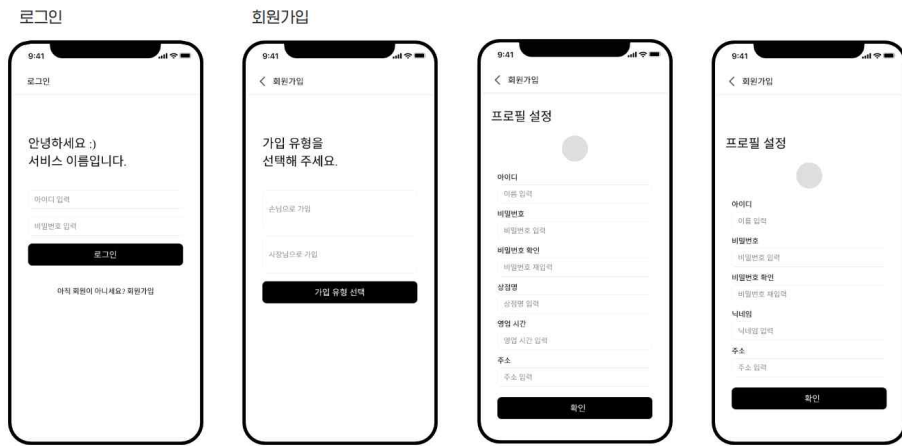 로그인
회원가입
9:41
로그인
안녕하세요 :)
서비스 이름입니다.
아이디 입력
비밀번호 입력
로그인
아직 회원이 아니세요? 회원가입
9:41
회원가입
가입 유형을
선택해 주세요.
손님으로 가입
사장님으로 가입
가입 유형 선택
9:41
회원가입
프로필 설정
아이디
이름 입력
비밀번호
비밀번호 입력
비밀번호 확인
비밀번호 재입력
상점명
상점명 입력
영업 시간
영업 시간 입력
주소
주소 입력
확인
9:41
회원가입
프로필 설정
아이디
이름 입력
비밀번호
비밀번호 입력
비밀번호 확인
비밀번호 재입력
닉네임
닉네임 입력
주소
주소 입력
확인